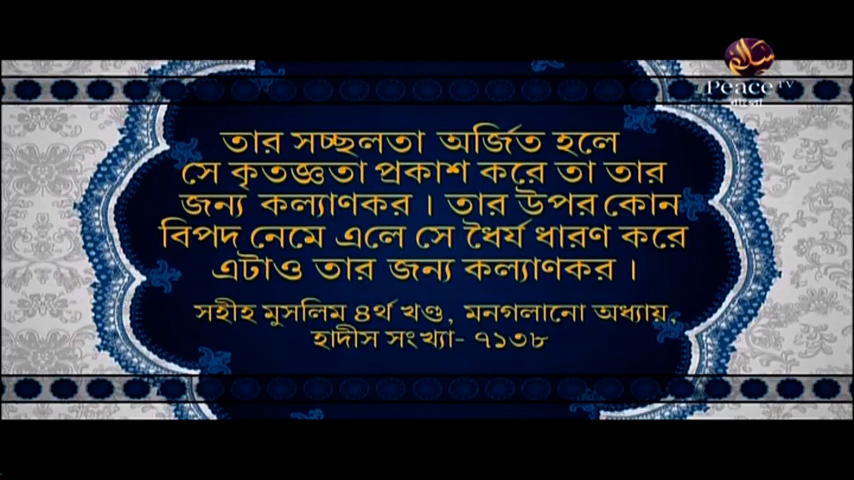 سلام
Peace TV
বাংলা
তার সচ্ছলতা অর্জিত হলে
সে কৃতজ্ঞতা প্রকাশ করে তা তার
জন্য কল্যাণকর । তার উপর কোন
বিপদ নেমে এলে সে ধৈর্য ধারণ করে
এটাও তার জন্য কল্যাণকর ।
সহীহ মুসলিম ৪র্থ খণ্ড, মনগলানো অধ্যায়,
হাদীস সংখ্যা- ৭১৩৮